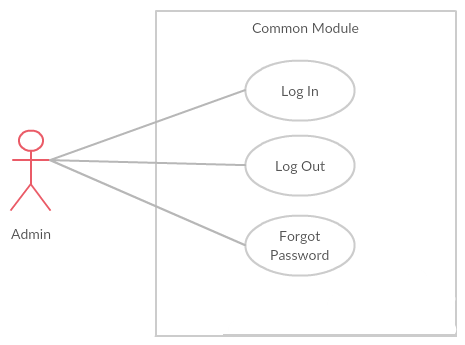 Common Module
Log In
Log Out
Forgot
Password
Admin